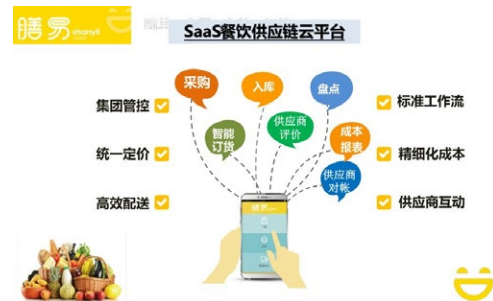 膳易 shanyi
SaaS餐饮供应链云平台
采购
入库
盘点
智能
订货
供应商
评价
成本
报表
供应商
对帐
集团管控
统一定价
高效配送
标准工作流
精细化成本
供应商互动
膳易